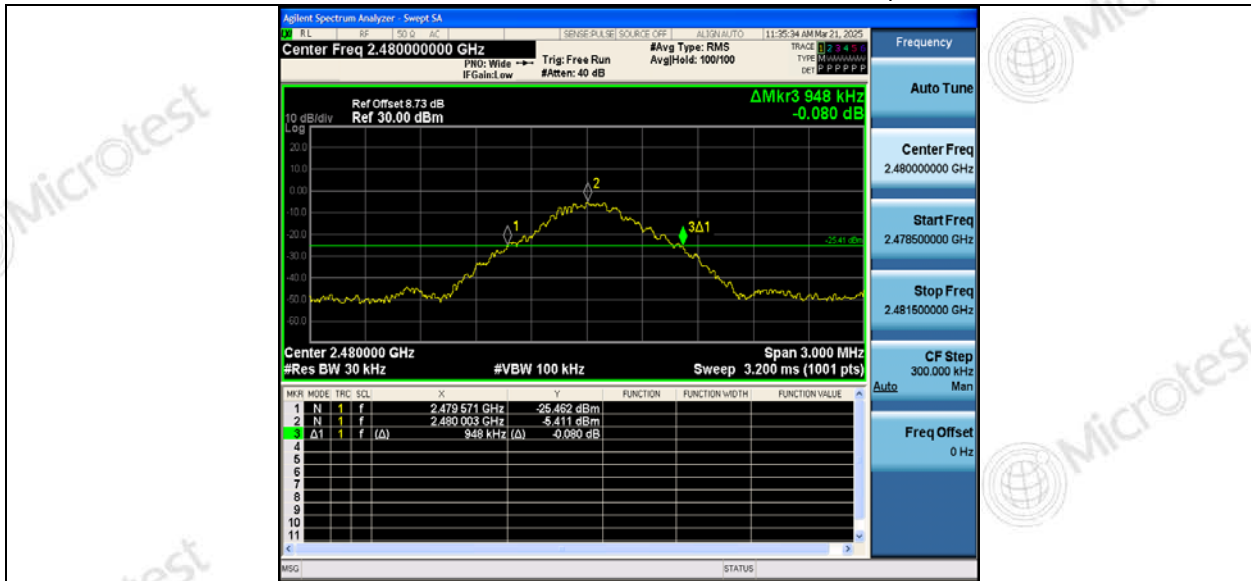 Agilent Spectrum Analyzer - Swept SA
RL RF 50 Ω AC SENSE:PULSE SOURCE OFF ALIGN AUTO 11:35:34 AM Mar 21, 2025
Center Freq 2.480000000 GHz
PNO: Wide
IFGain:Low
Trig: Free Run
#Atten: 40 dB
#Avg Type: RMS
Avg|Hold: 100/100
TRACE 1 2 3 4 5 6
TYPE MWWWWW
DET P P P P P P
ΔMkr3 948 kHz
-0.080 dB
Ref Offset 8.73 dB
10 dB/div Ref 30.00 dBm
Log
20.0
10.0
0.00
-10.0
-20.0
-30.0
-40.0
-50.0
-60.0
1
2
3Δ1
-25.41 dBm
Center 2.480000 GHz Span 3.000 MHz
#Res BW 30 kHz #VBW 100 kHz Sweep 3.200 ms (1001 pts)
MKR MODE TRC SCL X Y FUNCTION FUNCTION WIDTH FUNCTION VALUE
1 N 1 f 2.479 571 GHz -25.462 dBm
2 N 1 f 2.480 003 GHz -5.411 dBm
3 Δ1 1 f (Δ) 948 kHz (Δ) -0.080 dB
4
5
6
7
8
9
10
11
MSG STATUS
Frequency
Auto Tune
Center Freq
2.480000000 GHz
Start Freq
2.478500000 GHz
Stop Freq
2.481500000 GHz
CF Step
300.000 kHz
Auto Man
Freq Offset
0 Hz
Microtest
Microtest
Microtest